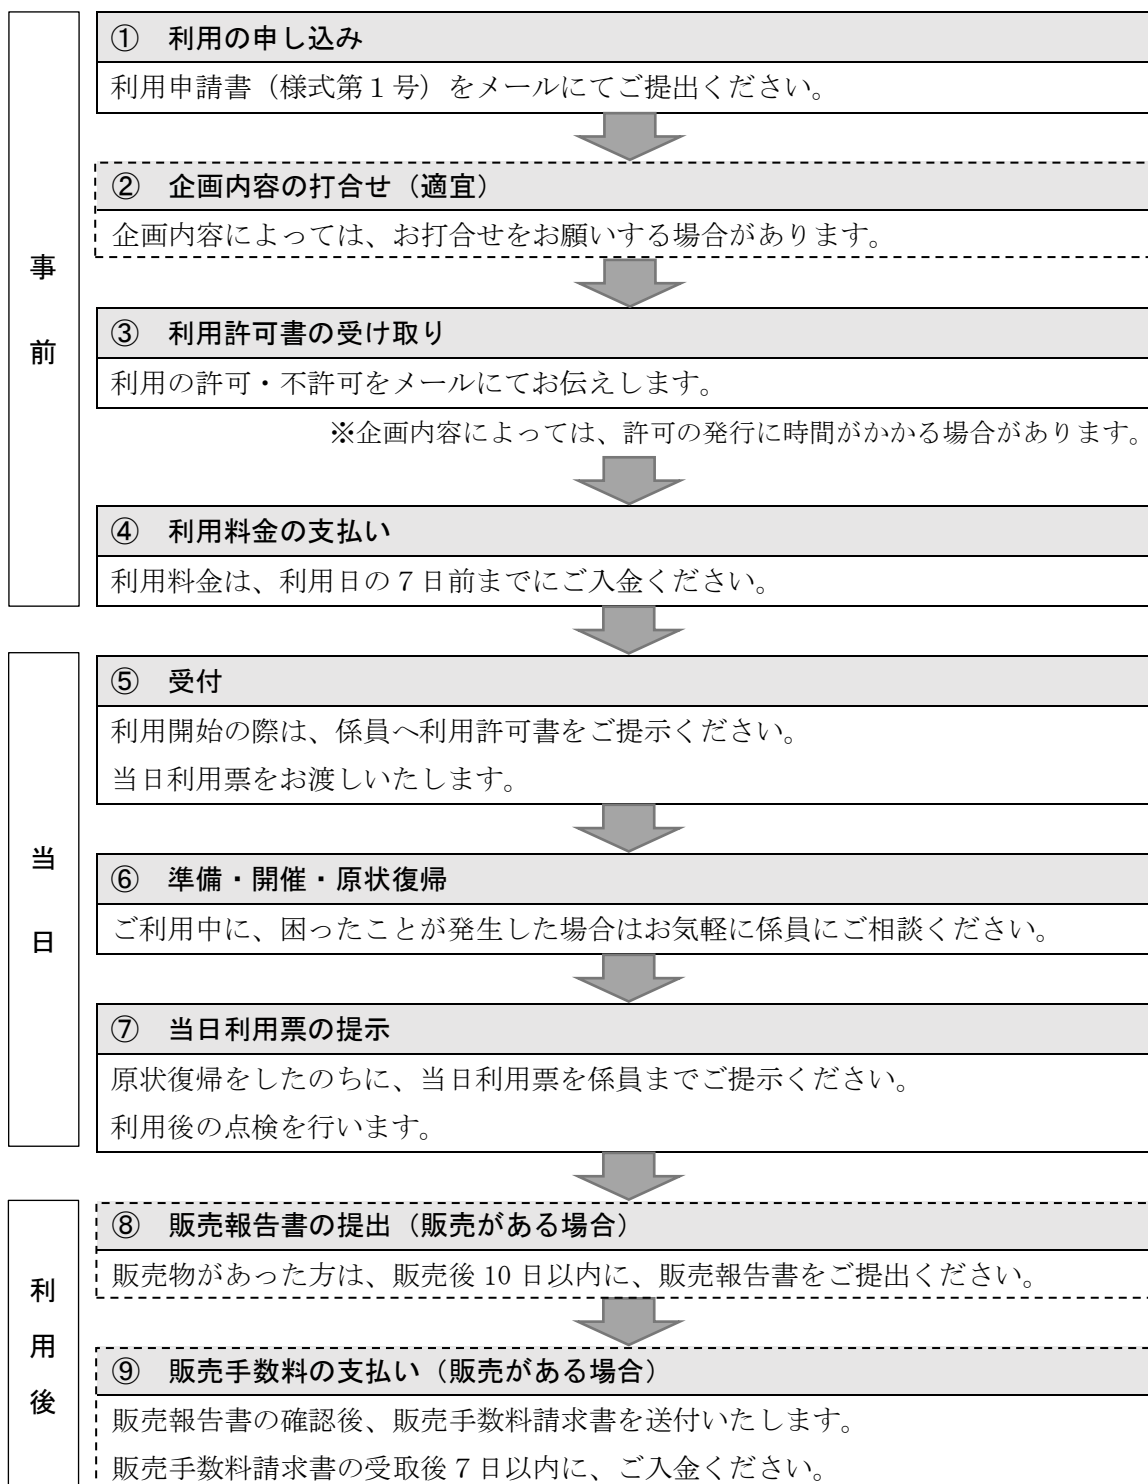 事前
① 利用の申し込み
利用申請書（様式第１号）をメールにてご提出ください。
② 企画内容の打合せ（適宜）
企画内容によっては、お打合せをお願いする場合があります。
③ 利用許可書の受け取り
利用の許可・不許可をメールにてお伝えします。
※企画内容によっては、許可の発行に時間がかかる場合があります。
④ 利用料金の支払い
利用料金は、利用日の７日前までにご入金ください。
当日
⑤ 受付
利用開始の際は、係員へ利用許可書をご提示ください。
当日利用票をお渡しいたします。
⑥ 準備・開催・原状復帰
ご利用中に、困ったことが発生した場合はお気軽に係員にご相談ください。
⑦ 当日利用票の提示
原状復帰をしたのちに、当日利用票を係員までご提示ください。
利用後の点検を行います。
利用後
⑧ 販売報告書の提出（販売がある場合）
販売物があった方は、販売後 10 日以内に、販売報告書をご提出ください。
⑨ 販売手数料の支払い（販売がある場合）
販売報告書の確認後、販売手数料請求書を送付いたします。
販売手数料請求書の受取後７日以内に、ご入金ください。